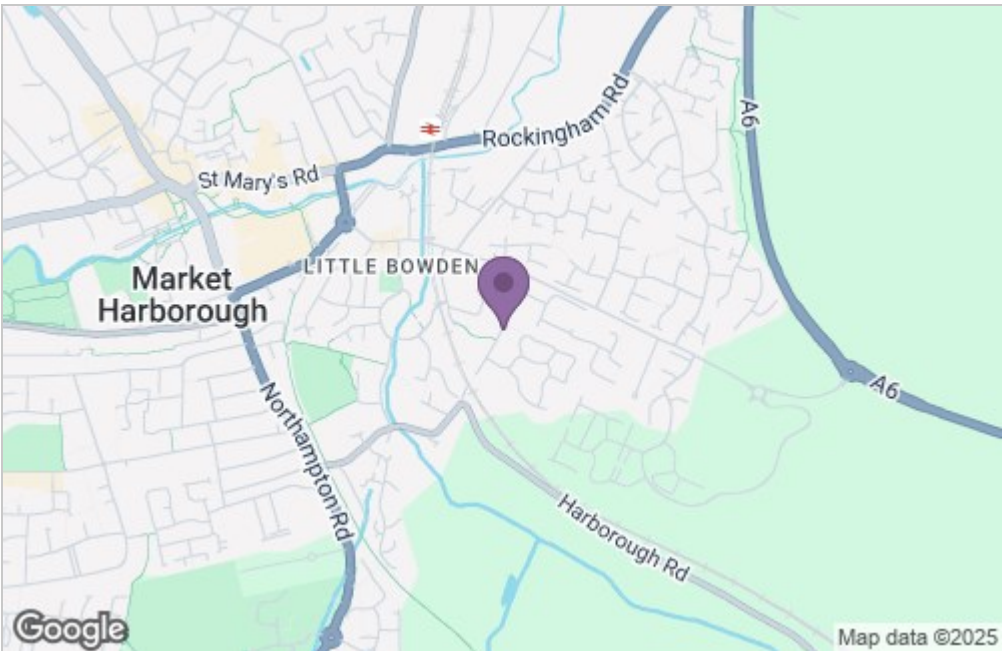 Rockingham Rd
A6
St Mary's Rd
LITTLE BOWDEN
Market
Harborough
A6
Northampton Rd
Harborough Rd
Google
Map data ©2025